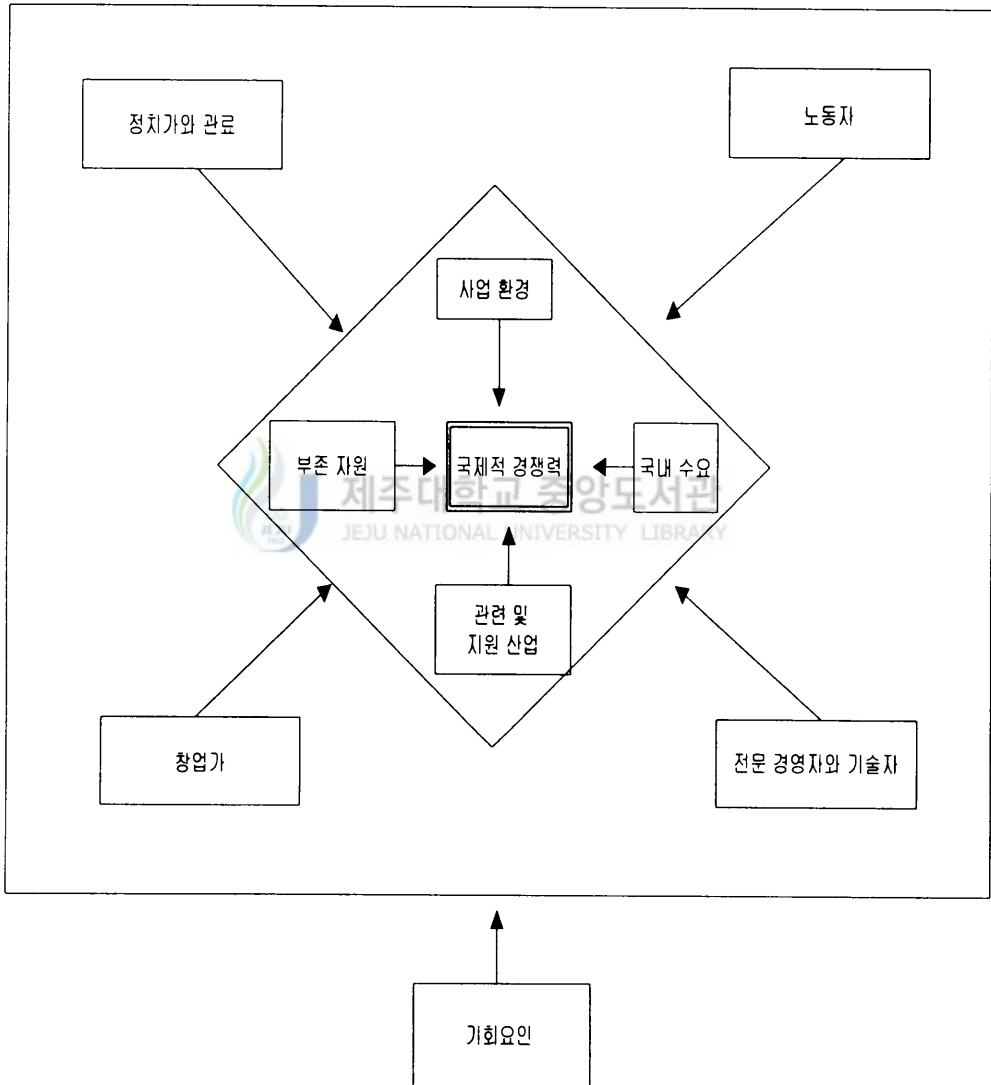 정치가와 관료
노동자
사업 환경
부존 자원
국제적 경쟁력
국내 수요
제주대학교 중앙도서관
JEJU NATIONAL UNIVERSITY LIBRARY
관련 및
지원 산업
창업가
전문 경영자와 기술자
기회요인